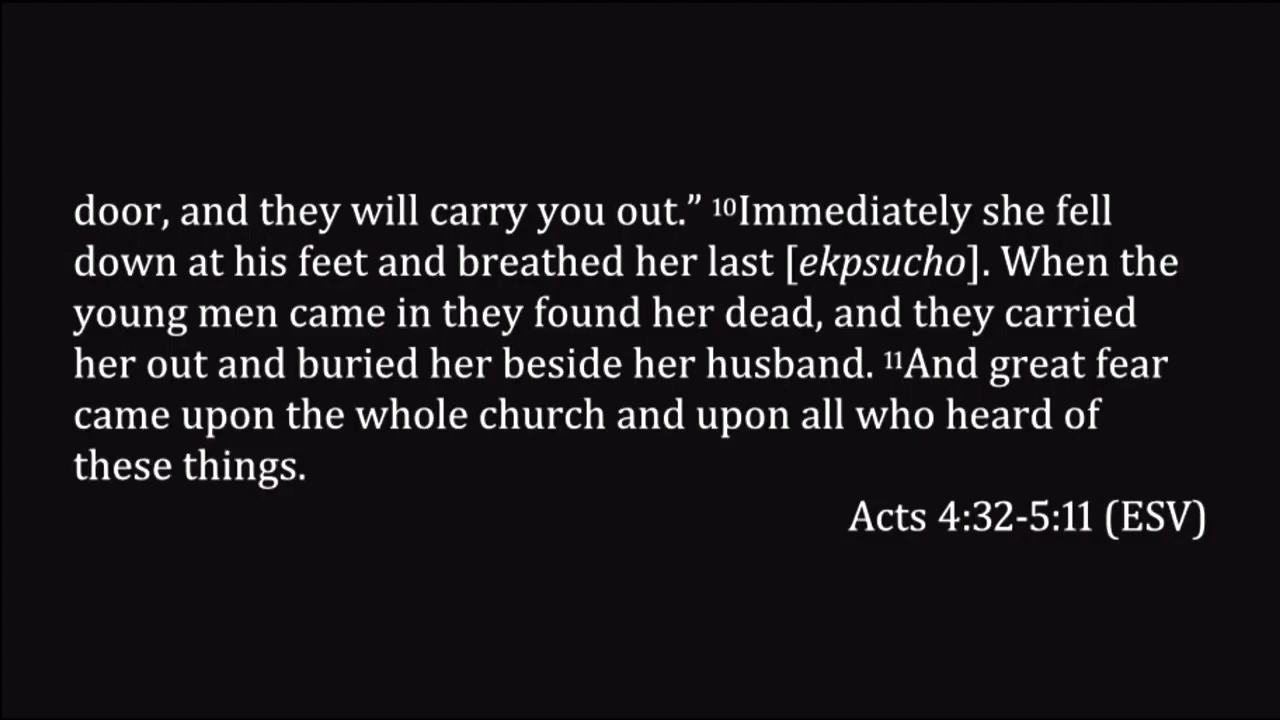 door, and they will carry you out.” ¹⁰Immediately she fell
down at his feet and breathed her last [ekpsucho]. When the
young men came in they found her dead, and they carried
her out and buried her beside her husband. ¹¹And great fear
came upon the whole church and upon all who heard of
these things.
Acts 4:32-5:11 (ESV)